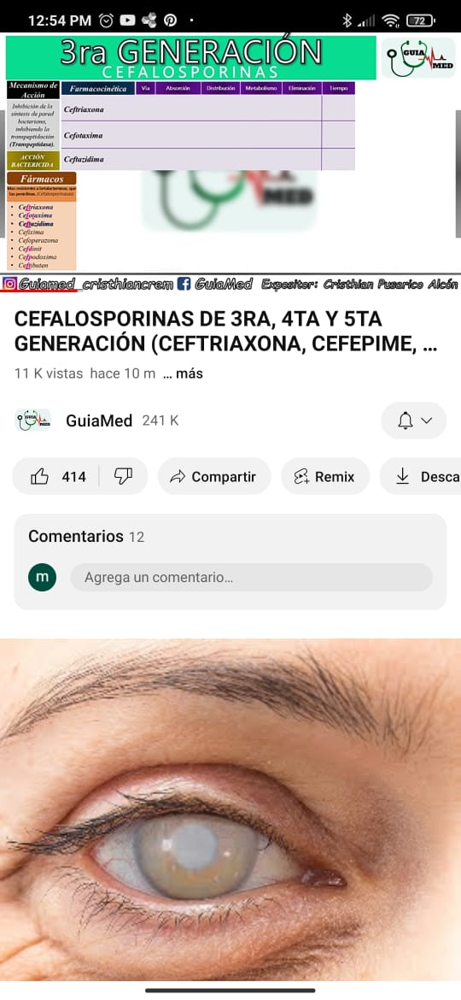 12:54 PM
72
3ra GENERACIÓN
CEFALOSPORINAS
GUIA
MED
Mecanismo de Acción
Farmacocinética
Vía
Absorción
Distribución
Metabolismo
Eliminación
Tiempo
Inhibición de la
síntesis de pared
bacteriana,
inhibiendo la
transpeptidación
(Transpeptidasa).
Ceftriaxona
Cefotaxima
Ceftazidima
ACCIÓN
BACTERICIDA
Fármacos
• Ceftriaxona
• Cefotaxima
• Ceftazidima
• Cefixima
• Cefoperazona
• Cefdinit
• Cefpodoxima
• Ceftibuten
MED
Guiamed_cristhiancrem GuiaMed Expositor: Cristhian Pusarico Alcón
CEFALOSPORINAS DE 3RA, 4TA Y 5TA
GENERACIÓN (CEFTRIAXONA, CEFEPIME, ...
11 K vistas hace 10 m ... más
GuiaMed 241 K
414
Compartir
Remix
Desca
Comentarios 12
m
Agrega un comentario...